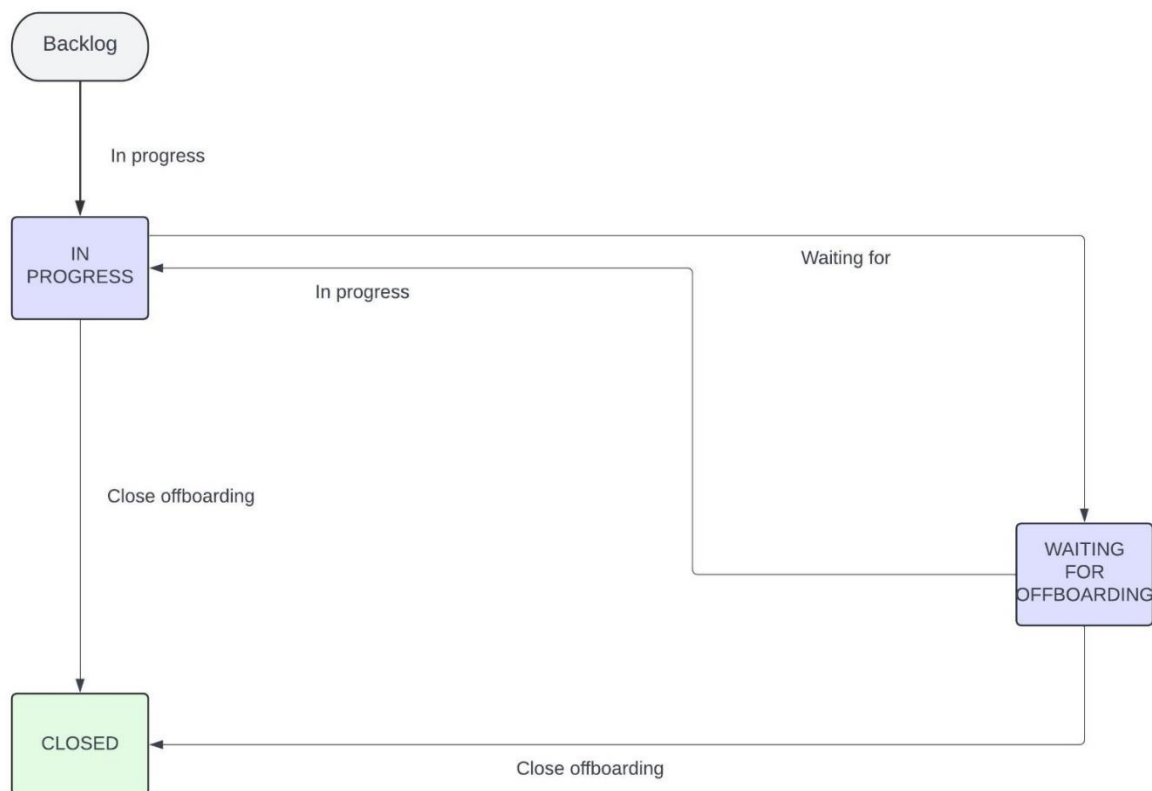 Backlog
In progress
IN
PROGRESS
Waiting for
In progress
Close offboarding
WAITING
FOR
OFFBOARDING
CLOSED
Close offboarding